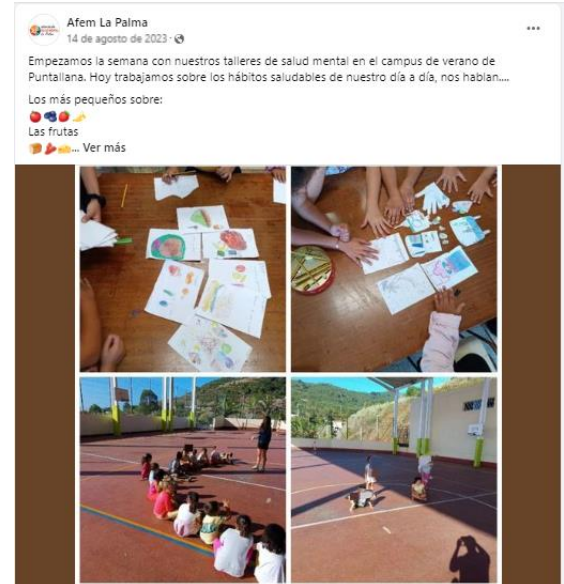 Afem La Palma
14 de agosto de 2023 ·
Empezamos la semana con nuestros talleres de salud mental en el campus de verano de
Puntallana. Hoy trabajamos sobre los hábitos saludables de nuestro día a día, nos hablan....
Los más pequeños sobre:
🍎🫐🍓🍌
Las frutas
🍞🌶️🧀... Ver más